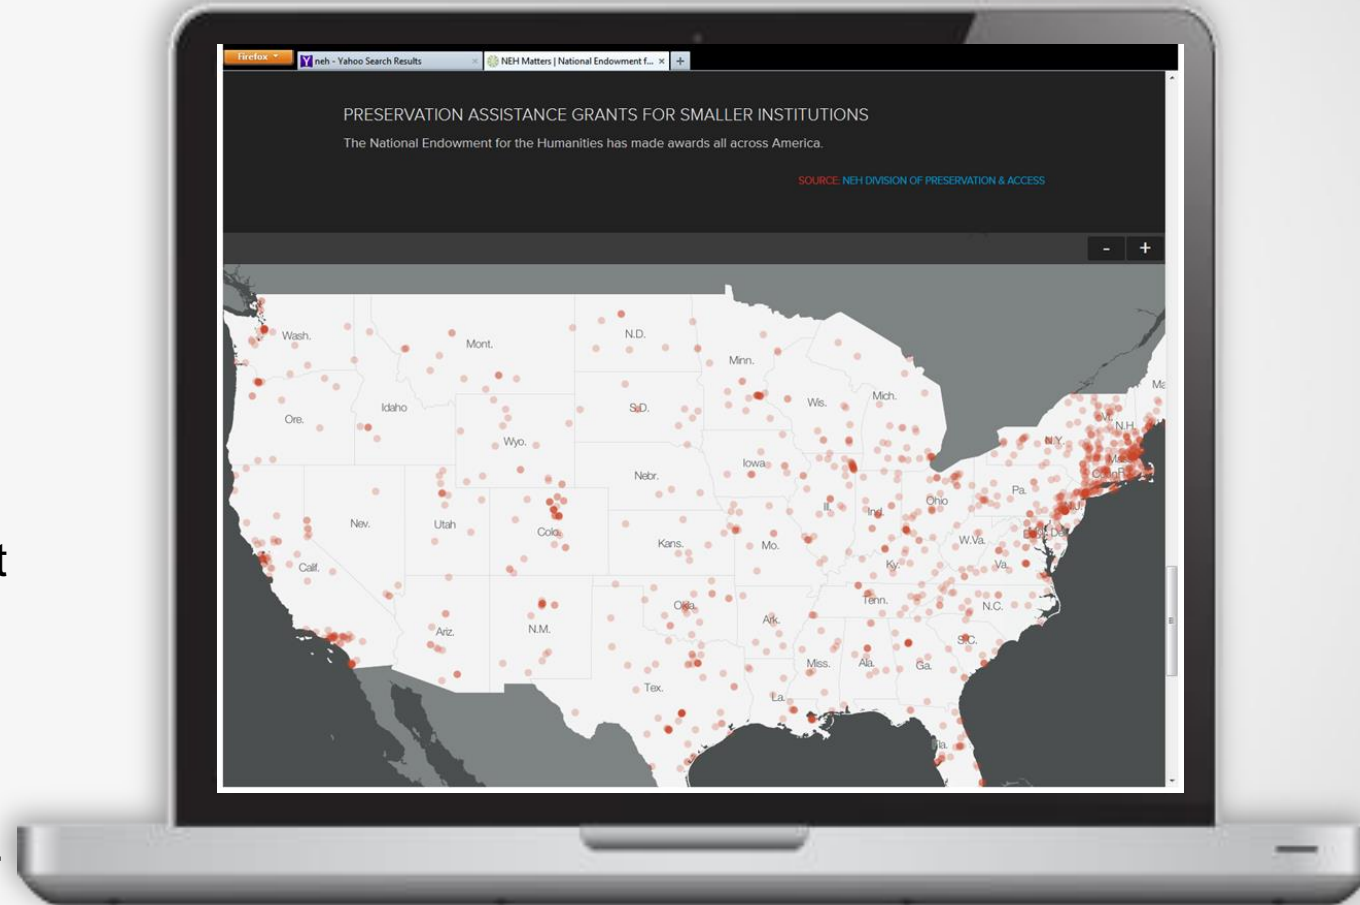 Firefox
neh - Yahoo Search Results
NEH Matters | National Endowment f...
PRESERVATION ASSISTANCE GRANTS FOR SMALLER INSTITUTIONS
The National Endowment for the Humanities has made awards all across America.
SOURCE: NEH DIVISION OF PRESERVATION & ACCESS
- +
Wash.
Mont.
N.D.
Minn.
Ore.
Idaho
S.D.
Wis.
Mich.
N.H.
Wyo.
N.Y.
Nebr.
Iowa
Pa.
Nev.
Utah
Colo.
Ill.
Ind.
Ohio
N.J.
Calif.
Kans.
Mo.
Ky.
W.Va.
Va.
Ariz.
N.M.
Okla.
Ark.
Tenn.
N.C.
Tex.
La.
Miss.
Ala.
Ga.
S.C.
Fla.
t